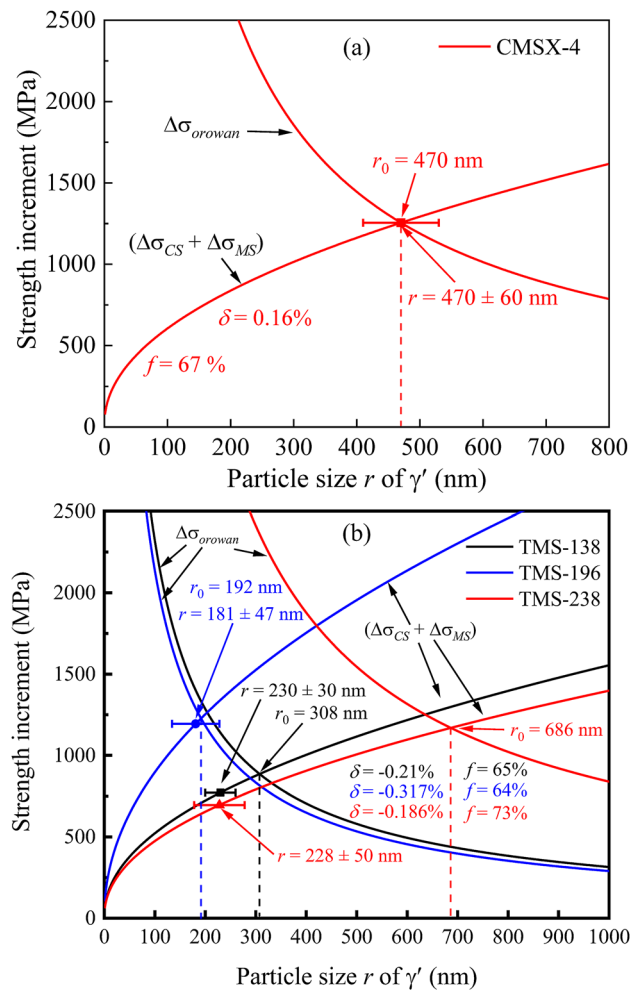 2500
2000
1500
1000
500
0
Strength increment (MPa)
(a)
CMSX-4
Δσorowan
r0 = 470 nm
(ΔσCS + ΔσMS)
r = 470 ± 60 nm
δ = 0.16%
f = 67 %
0 100 200 300 400 500 600 700 800
Particle size r of γ′ (nm)
2500
2000
1500
1000
500
0
Strength increment (MPa)
(b)
TMS-138
TMS-196
TMS-238
Δσorowan
r0 = 192 nm
r = 181 ± 47 nm
(ΔσCS + ΔσMS)
r = 230 ± 30 nm
r0 = 308 nm
r0 = 686 nm
δ = -0.21% f = 65%
δ = -0.317% f = 64%
δ = -0.186% f = 73%
r = 228 ± 50 nm
0 100 200 300 400 500 600 700 800 900 1000
Particle size r of γ′ (nm)